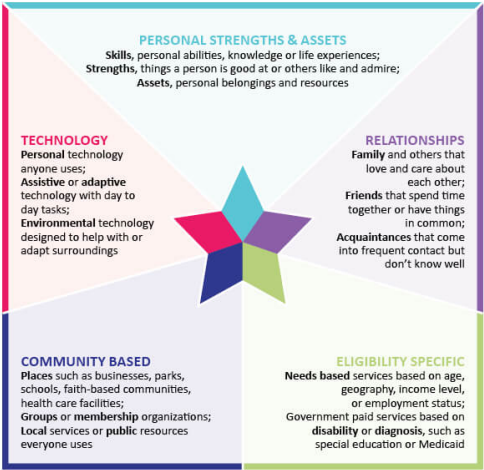 PERSONAL STRENGTHS & ASSETS
Skills, personal abilities, knowledge or life experiences;
Strengths, things a person is good at or others like and admire;
Assets, personal belongings and resources
TECHNOLOGY
Personal technology
anyone uses;
Assistive or adaptive
technology with day to
day tasks;
Environmental technology
designed to help with or
adapt surroundings
RELATIONSHIPS
Family and others that
love and care about
each other;
Friends that spend time
together or have things
in common;
Acquaintances that come
into frequent contact but
don't know well
COMMUNITY BASED
Places such as businesses, parks,
schools, faith-based communities,
health care facilities;
Groups or membership organizations;
Local services or public resources
everyone uses
ELIGIBILITY SPECIFIC
Needs based services based on age,
geography, income level,
or employment status;
Government paid services based on
disability or diagnosis, such as
special education or Medicaid